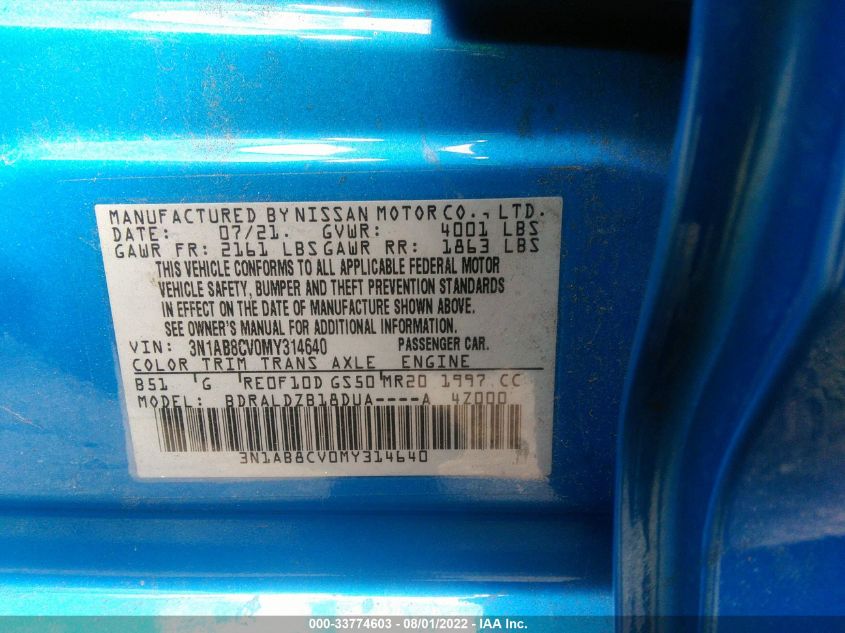 MANUFACTURED BY NISSAN MOTOR CO., LTD.
DATE: 07/21. GVWR: 4001 LBS
GAWR FR: 2161 LBS GAWR RR: 1863 LBS
THIS VEHICLE CONFORMS TO ALL APPLICABLE FEDERAL MOTOR
VEHICLE SAFETY, BUMPER AND THEFT PREVENTION STANDARDS
IN EFFECT ON THE DATE OF MANUFACTURE SHOWN ABOVE.
SEE OWNER'S MANUAL FOR ADDITIONAL INFORMATION.
VIN: 3N1AB8CV0MY314640 PASSENGER CAR.
COLOR TRIM TRANS AXLE ENGINE
B51 G RE0F10D GS50 MR20 1997 CC
MODEL: BDRALDZB18DUA----A 4Z000
3N1AB8CV0MY314640
000-33774603 - 08/01/2022 - IAA Inc.